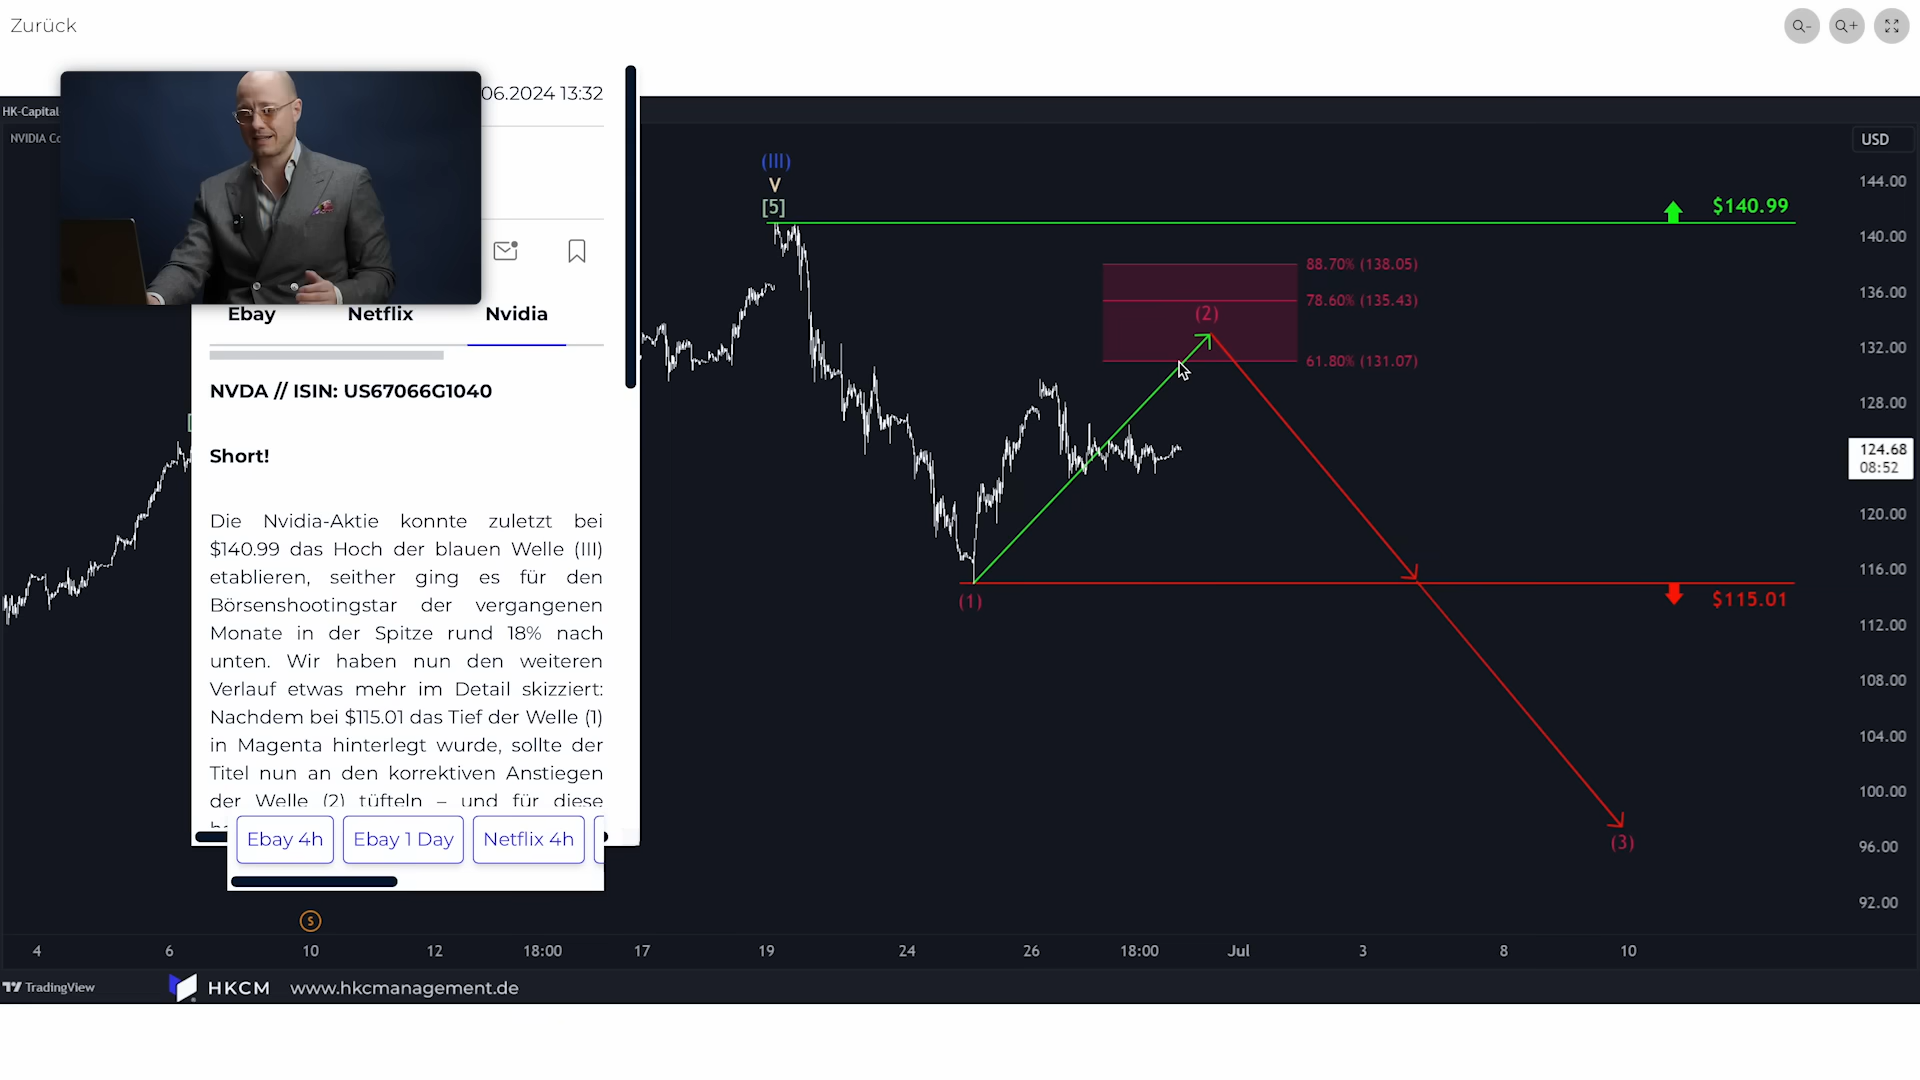 Zurück
06.2024 13:32
HK-Capital
NVIDIA Co
USD
(III)
V
[5]
$140.99
88.70% (138.05)
78.60% (135.43)
(2)
61.80% (131.07)
Ebay
Netflix
Nvidia
NVDA // ISIN: US67066G1040
Short!
Die Nvidia-Aktie konnte zuletzt bei
$140.99 das Hoch der blauen Welle (III)
etablieren, seither ging es für den
Börsenshootingstar der vergangenen
Monate in der Spitze rund 18% nach
unten. Wir haben nun den weiteren
Verlauf etwas mehr im Detail skizziert:
Nachdem bei $115.01 das Tief der Welle (1)
in Magenta hinterlegt wurde, sollte der
Titel nun an den korrektiven Anstiegen
der Welle (2) tüfteln – und für diese
Ebay 4h
Ebay 1 Day
Netflix 4h
(1)
$115.01
(3)
144.00
140.00
136.00
132.00
128.00
124.68
08:52
120.00
116.00
112.00
108.00
104.00
100.00
96.00
92.00
S
4 6 10 12 18:00 17 19 24 26 18:00 Jul 3 8 10
TradingView
HKCM www.hkcmanagement.de